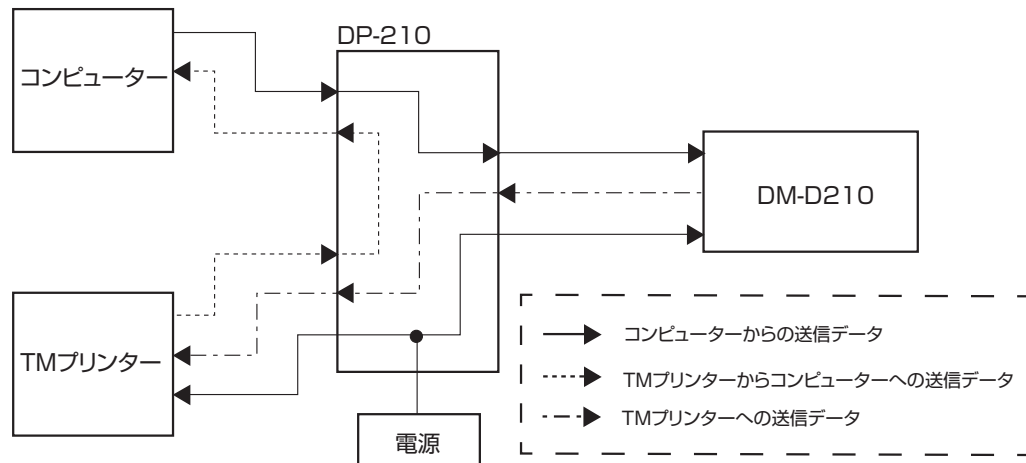 コンピューター
DP-210
DM-D210
TMプリンター
電源
コンピューターからの送信データ
TMプリンターからコンピューターへの送信データ
TMプリンターへの送信データ